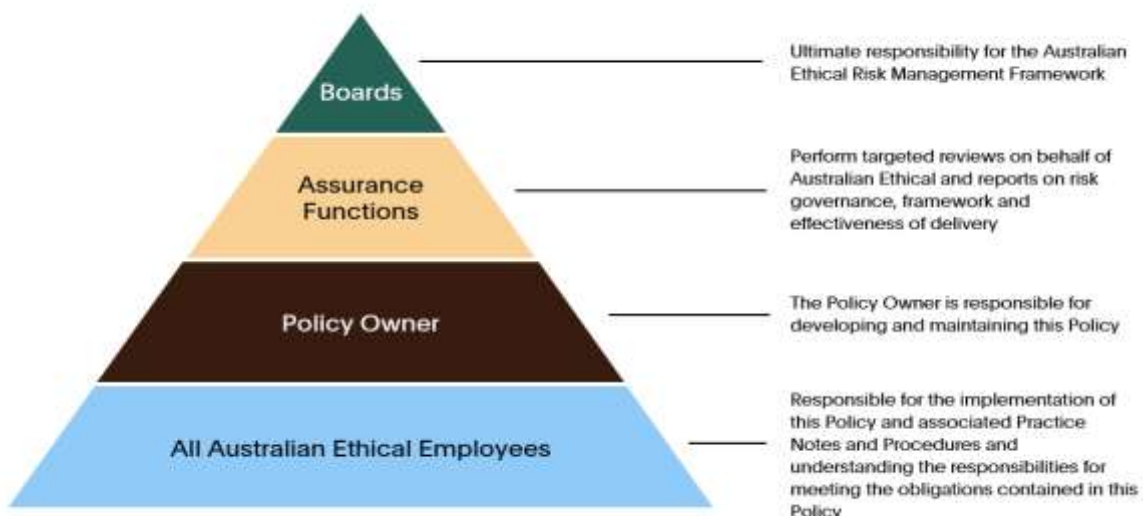 Boards
Ultimate responsibility for the Australian
Ethical Risk Management Framework
Assurance
Functions
Perform targeted reviews on behalf of
Australian Ethical and reports on risk
governance, framework and
effectiveness of delivery
Policy Owner
The Policy Owner is responsible for
developing and maintaining this Policy
All Australian Ethical Employees
Responsible for the implementation of
this Policy and associated Practice
Notes and Procedures and
understanding the responsibilities for
meeting the obligations contained in this
Policy